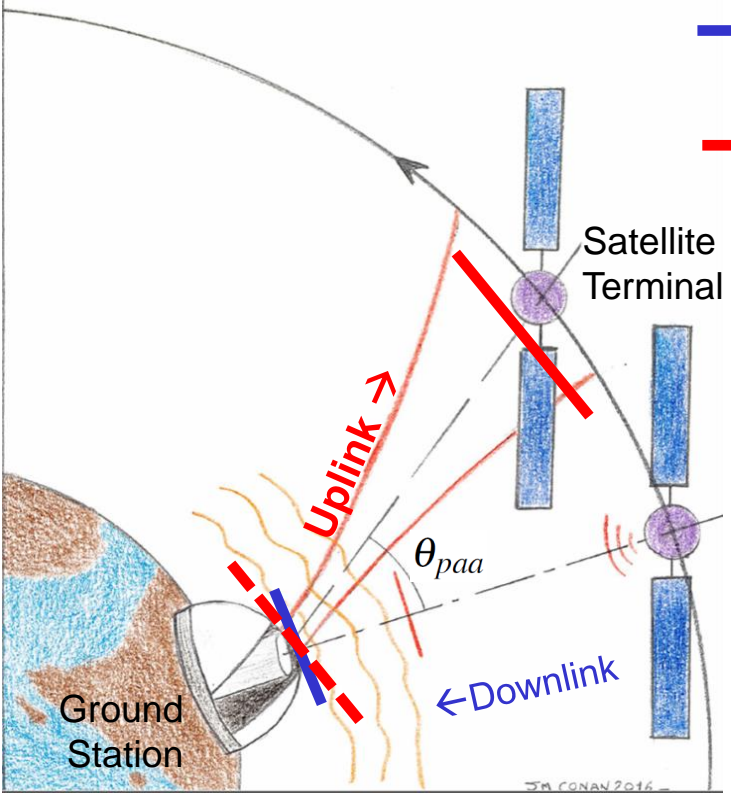 Satellite
Terminal
Uplink →
θpaa
←Downlink
Ground
Station
JM CONAN 2016